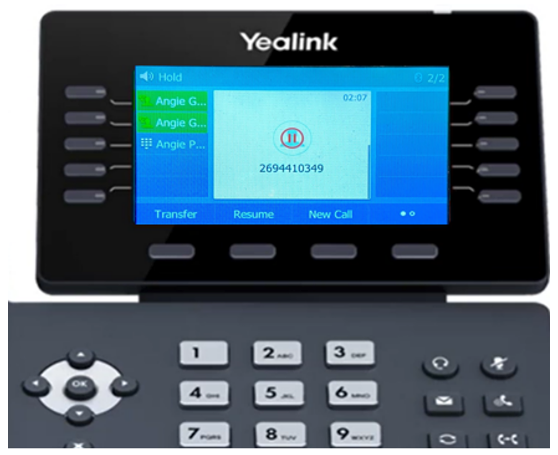 Yealink
Hold 2/2
Angie G... 02:07
Angie G...
Angie P...
2694410349
Transfer Resume New Call
OK
1 2 ABC 3 DEF
4 GHI 5 JKL 6 MNO
7 PQRS 8 TUV 9 WXYZ